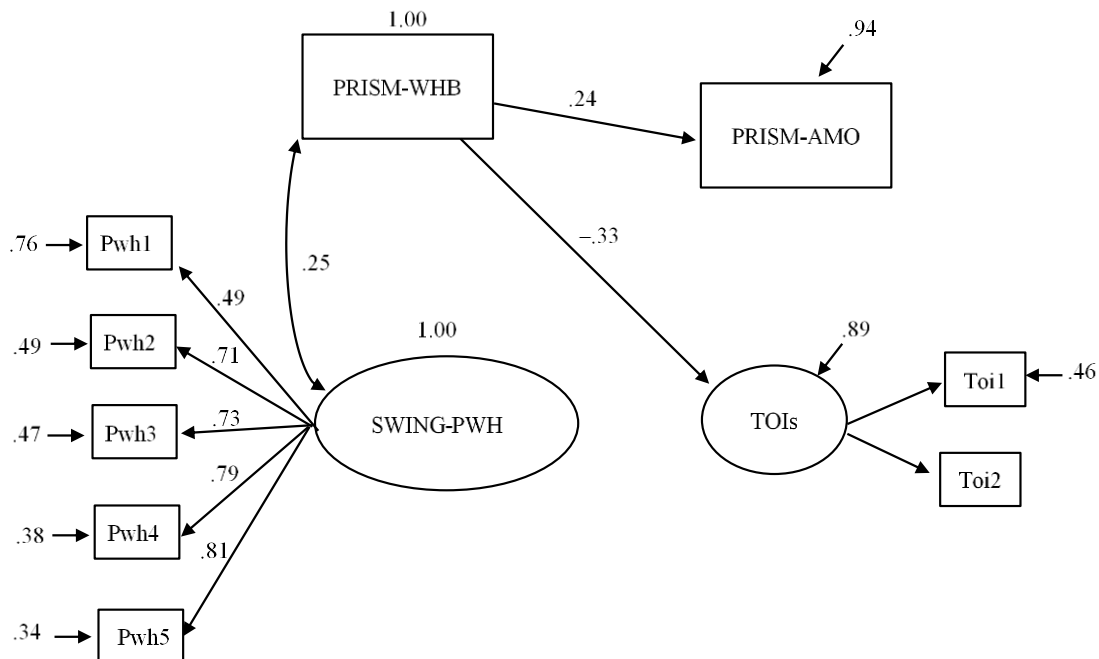 1.00
PRISM-WHB
.94
.24
PRISM-AMO
–.33
.25
.76
Pwh1
.49
1.00
.49
Pwh2
.71
.89
Toi1
.46
.47
Pwh3
.73
SWING-PWH
TOIs
.79
Toi2
.38
Pwh4
.81
.34
Pwh5